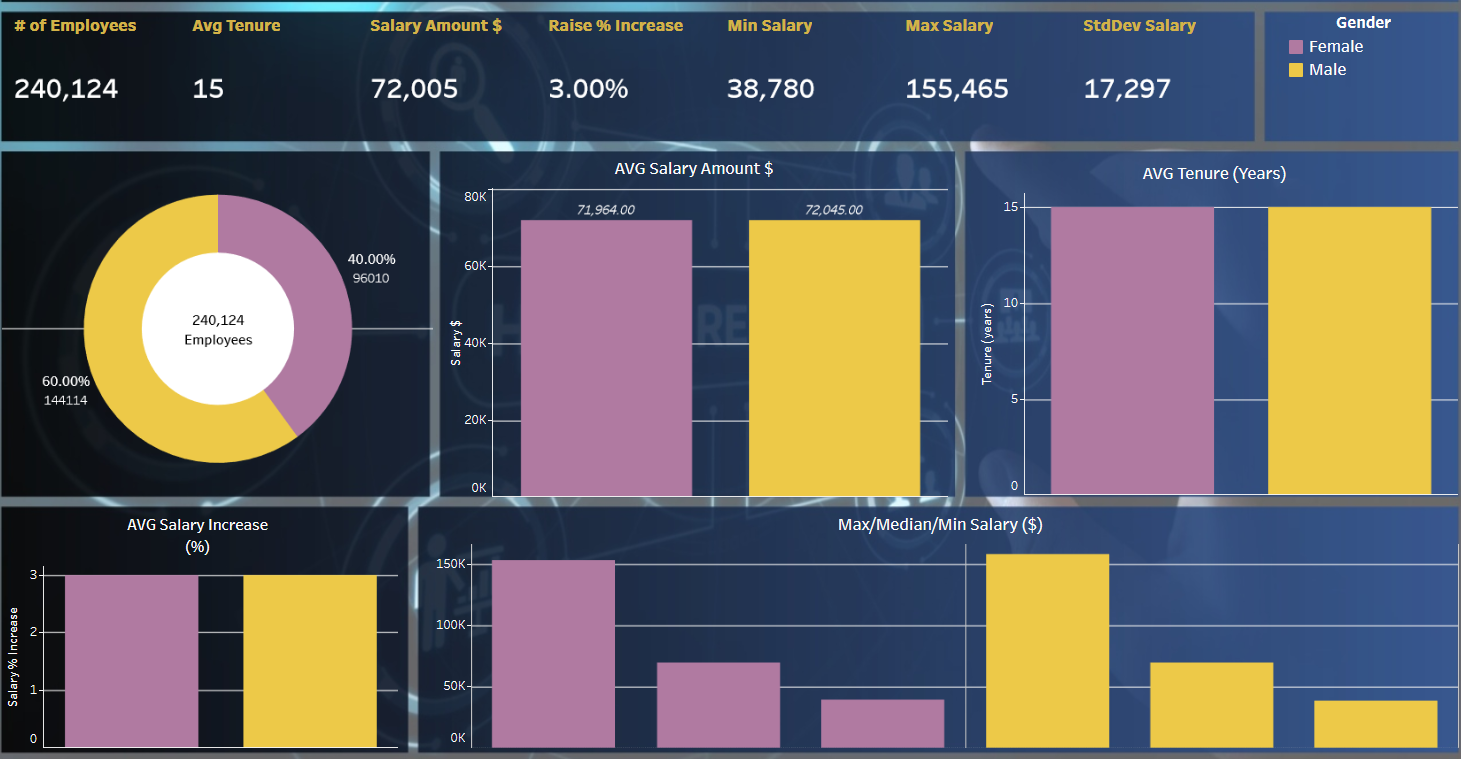 # of Employees
Avg Tenure
Salary Amount $
Raise % Increase
Min Salary
Max Salary
StdDev Salary
240,124
15
72,005
3.00%
38,780
155,465
17,297
Gender
Female
Male
40.00%
96010
240,124
Employees
60.00%
144114
AVG Salary Amount $
80K
60K
40K
20K
0K
Salary $
71,964.00
72,045.00
AVG Tenure (Years)
15
10
5
0
Tenure (years)
AVG Salary Increase
(%)
3
2
1
0
Salary % Increase
Max/Median/Min Salary ($)
150K
100K
50K
0K